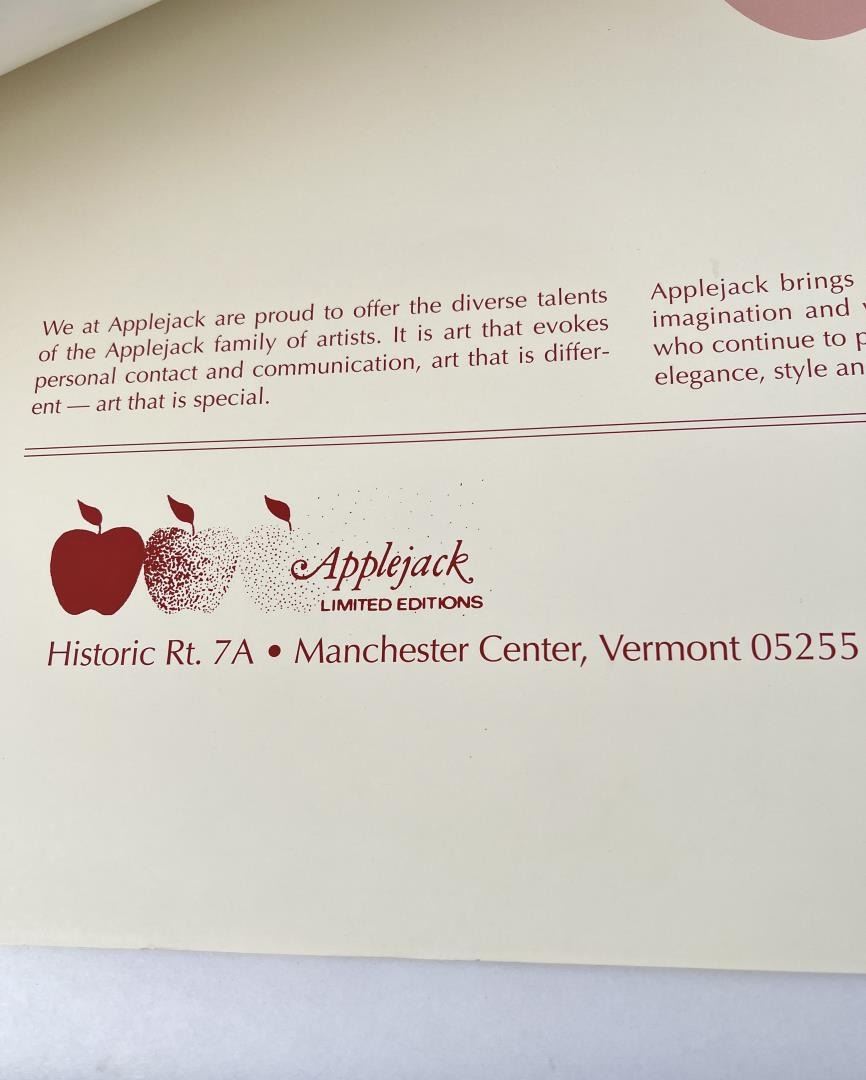 We at Applejack are proud to offer the diverse talents
of the Applejack family of artists. It is art that evokes
personal contact and communication, art that is differ-
ent — art that is special.
Applejack brings
imagination and
who continue to
elegance, style
Applejack
LIMITED EDITIONS
Historic Rt. 7A • Manchester Center, Vermont 05255